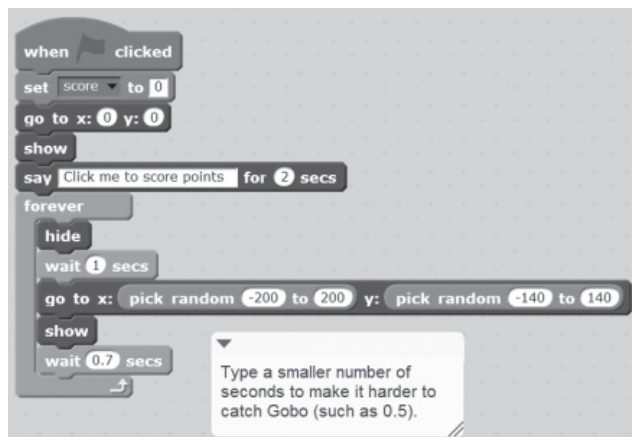 when clicked
set score to 0
go to x: 0 y: 0
show
say Click me to score points for 2 secs
forever
hide
wait 1 secs
go to x: pick random -200 to 200 y: pick random -140 to 140
show
wait 0.7 secs
Type a smaller number of
seconds to make it harder to
catch Gobo (such as 0.5).